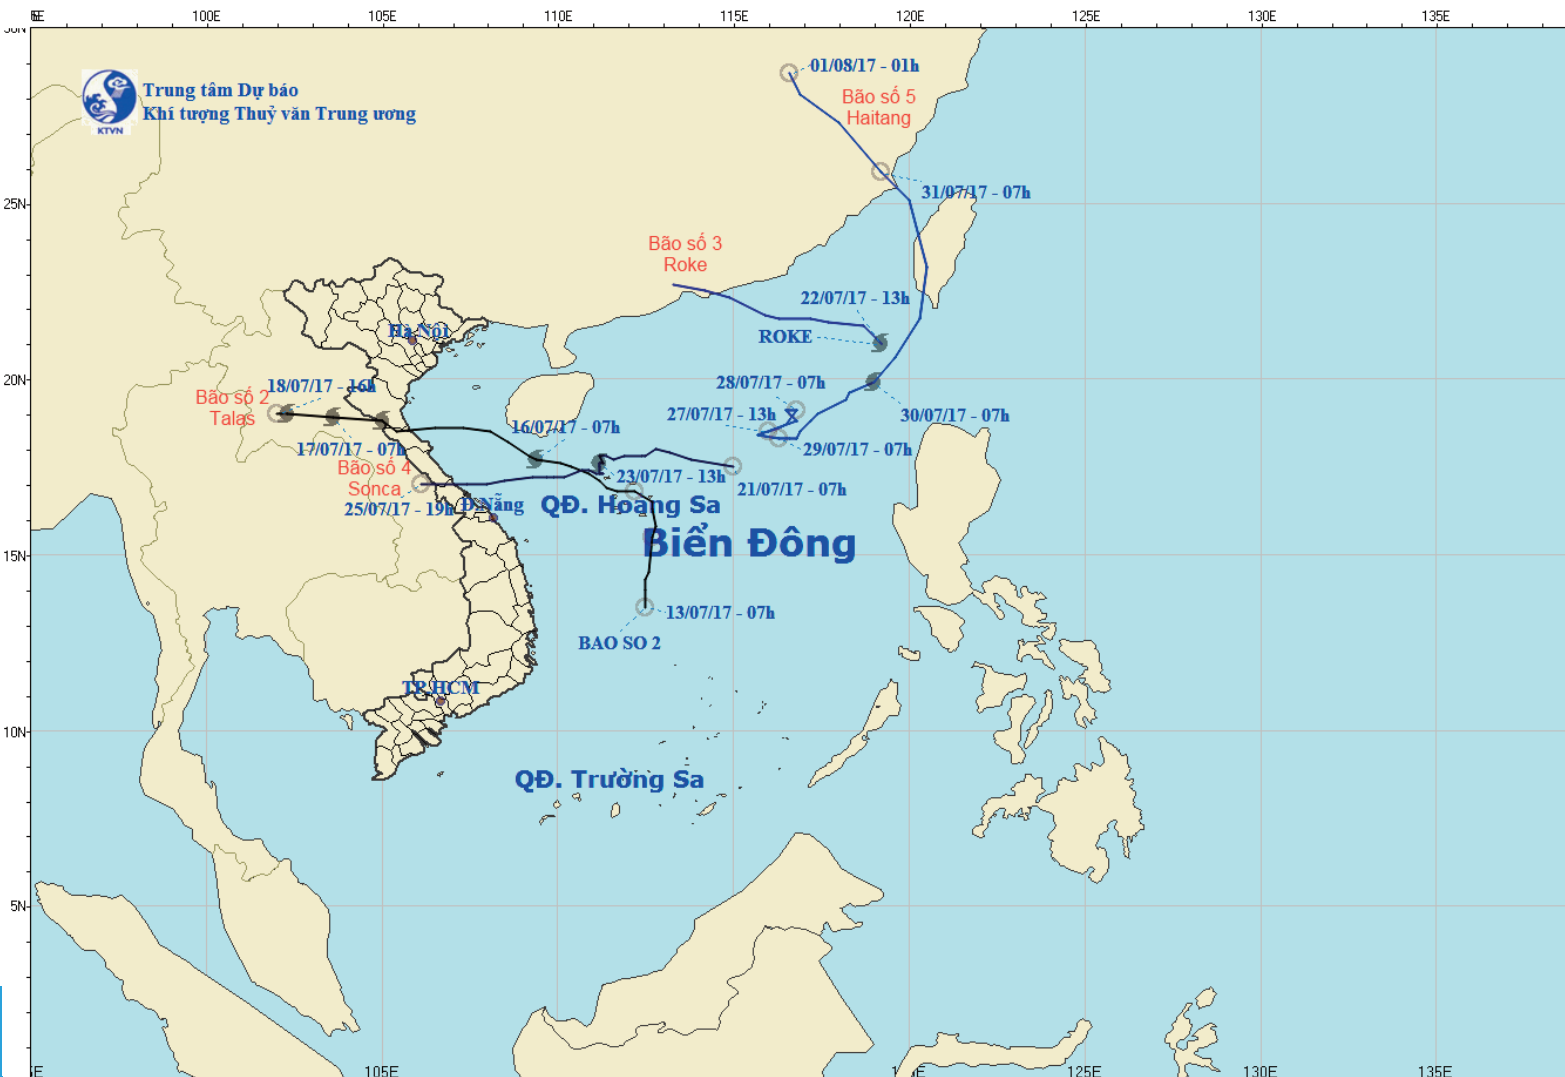 100E 105E 110E 115E 120E 125E 130E 135E
30N
01/08/17 - 01h
Trung tâm Dự báo
Khí tượng Thuỷ văn Trung ương
KTVN
Bão số 5
Haitang
31/07/17 - 07h
25N
Bão số 3
Roke
22/07/17 - 13h
ROKE
Hà Nội
20N
28/07/17 - 07h
18/07/17 - 16h
Bão số 2
Talas
27/07/17 - 13h
30/07/17 - 07h
16/07/17 - 07h
17/07/17 - 07h
29/07/17 - 07h
Bão số 4
Sonca
23/07/17 - 13h
21/07/17 - 07h
25/07/17 - 19h
Đ.Nẵng
QĐ. Hoàng Sa
Biển Đông
15N
13/07/17 - 07h
BAO SO 2
TP.HCM
10N
QĐ. Trường Sa
5N
105E 120E 125E 130E 135E